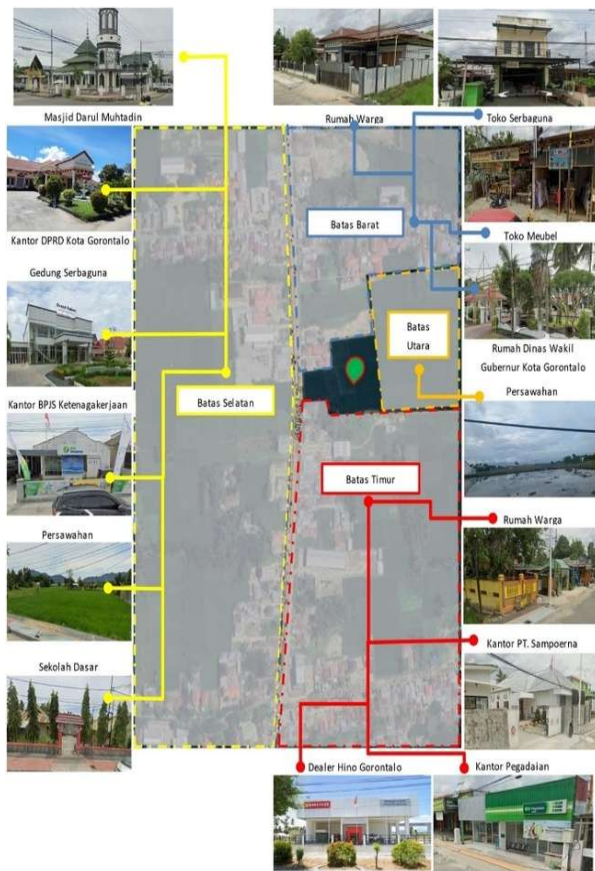 Masjid Darul Muhtadin
Rumah Warga
Toko Serbaguna
Kantor DPRD Kota Gorontalo
Batas Barat
Toko Meubel
Gedung Serbaguna
Batas
Utara
Rumah Dinas Wakil
Gubernur Kota Gorontalo
Kantor BPJS Ketenagakerjaan
Batas Selatan
Persawahan
Batas Timur
Persawahan
Rumah Warga
Sekolah Dasar
Kantor PT. Sampoerna
Dealer Hino Gorontalo
Kantor Pegadaian